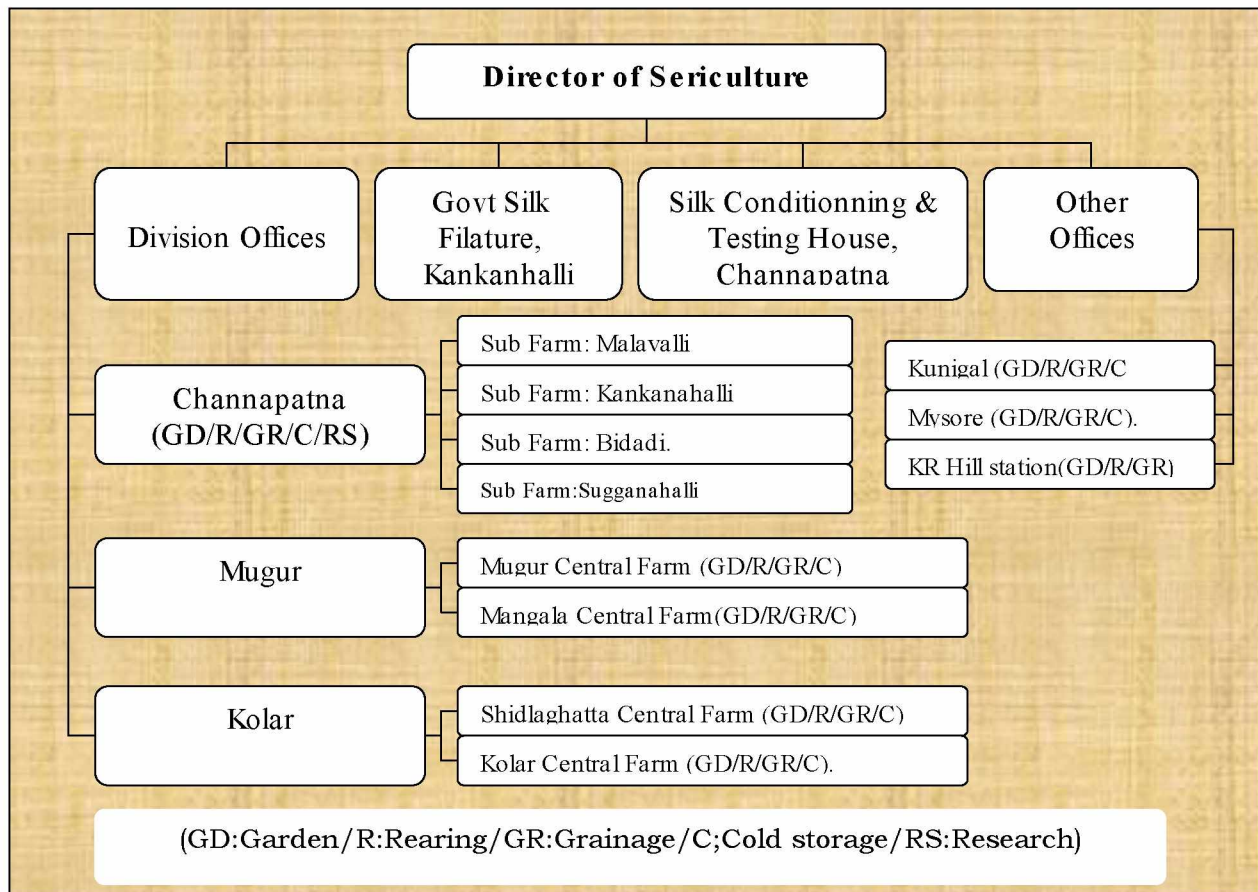 Director of Sericulture
Division Offices
Govt Silk
Filature,
Kankanhalli
Silk Conditionning &
Testing House,
Channapatna
Other
Offices
Channapatna
(GD/R/GR/C/RS)
Sub Farm: Malavalli
Sub Farm: Kankanahalli
Sub Farm: Bidadi.
Sub Farm:Sugganahalli
Kunigal (GD/R/GR/C
Mysore (GD/R/GR/C).
KR Hill station(GD/R/GR)
Mugur
Mugur Central Farm (GD/R/GR/C)
Mangala Central Farm(GD/R/GR/C)
Kolar
Shidlaghatta Central Farm (GD/R/GR/C)
Kolar Central Farm (GD/R/GR/C).
(GD:Garden/R:Rearing/GR:Grainage/C;Cold storage/RS:Research)